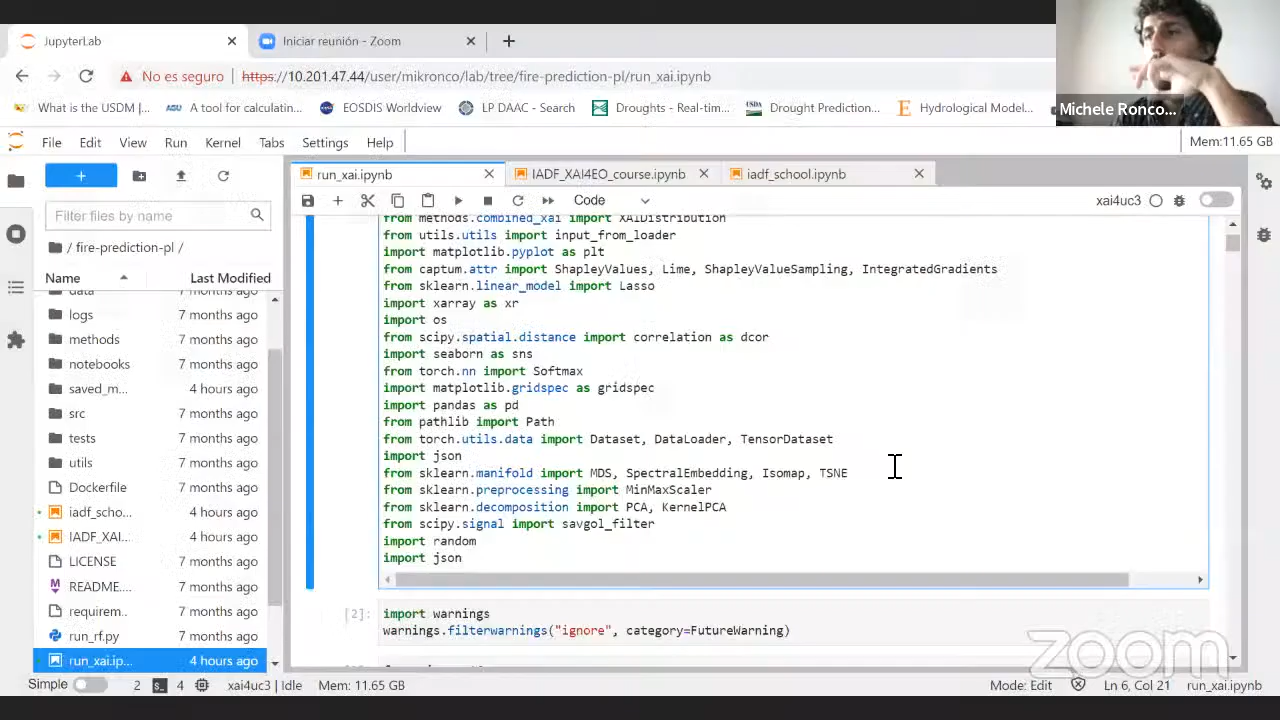 JupyterLab
Iniciar reunión - Zoom
No es seguro
https://10.201.47.44/user/mikronco/lab/tree/fire-prediction-pl/run_xai.ipynb
Michele Ronco...
What is the USDM |...
A tool for calculatin...
EOSDIS Worldview
LP DAAC - Search
Droughts - Real-tim...
Drought Prediction...
Hydrological Model...
File Edit View Run Kernel Tabs Settings Help
Mem:11.65 GB
run_xai.ipynb
IADF_XAI4EO_course.ipynb
iadf_school.ipynb
Code
xai4uc3
Filter files by name
/ fire-prediction-pl /
Name Last Modified
data 7 months ago
logs 7 months ago
methods 7 months ago
notebooks 7 months ago
saved_m... 4 hours ago
src 7 months ago
tests 7 months ago
utils 7 months ago
Dockerfile 7 months ago
iadf_scho... 4 hours ago
IADF_XAI... 4 hours ago
LICENSE 7 months ago
README.... 7 months ago
requirem... 7 months ago
run_rf.py 7 months ago
run_xai.ip... 4 hours ago
from methods.combined_xai import XAIDistribution
from utils.utils import input_from_loader
import matplotlib.pyplot as plt
from captum.attr import ShapleyValues, Lime, ShapleyValueSampling, IntegratedGradients
from sklearn.linear_model import Lasso
import xarray as xr
import os
from scipy.spatial.distance import correlation as dcor
import seaborn as sns
from torch.nn import Softmax
import matplotlib.gridspec as gridspec
import pandas as pd
from pathlib import Path
from torch.utils.data import Dataset, DataLoader, TensorDataset
import json
from sklearn.manifold import MDS, SpectralEmbedding, Isomap, TSNE
from sklearn.preprocessing import MinMaxScaler
from sklearn.decomposition import PCA, KernelPCA
from scipy.signal import savgol_filter
import random
import json
[2]:
import warnings
warnings.filterwarnings("ignore", category=FutureWarning)
zoom
Simple 2 4 xai4uc3 | Idle Mem: 11.65 GB
Mode: Edit Ln 6, Col 21 run_xai.ipynb